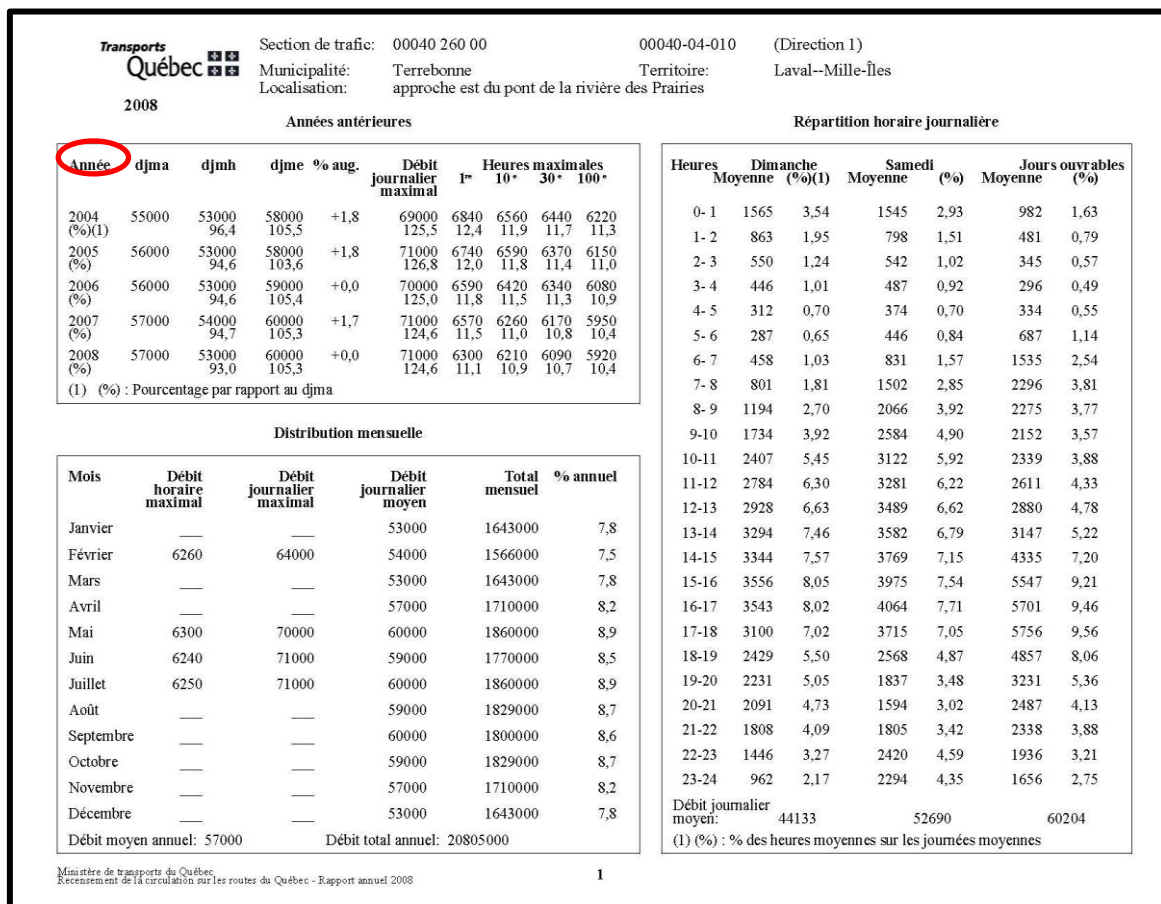 Transports
Québec
2008
Section de trafic: 00040 260 00 00040-04-010 (Direction 1)
Municipalité: Terrebonne Territoire: Laval--Mille-Îles
Localisation: approche est du pont de la rivière des Prairies
Années antérieures
Année djma djmh djme % aug. Débit journalier maximal Heures maximales
1re 10e 30e 100e
2004 55000 53000 58000 +1,8 69000 6840 6560 6440 6220
(%)(1) 96,4 105,5 125,5 12,4 11,9 11,7 11,3
2005 56000 53000 58000 +1,8 71000 6740 6590 6370 6150
(%) 94,6 103,6 126,8 12,0 11,8 11,4 11,0
2006 56000 53000 59000 +0,0 70000 6590 6420 6340 6080
(%) 94,6 105,4 125,0 11,8 11,5 11,3 10,9
2007 57000 54000 60000 +1,7 71000 6570 6260 6170 5950
(%) 94,7 105,3 124,6 11,5 11,0 10,8 10,4
2008 57000 53000 60000 +0,0 71000 6300 6210 6090 5920
(%) 93,0 105,3 124,6 11,1 10,9 10,7 10,4
(1) (%) : Pourcentage par rapport au djma
Distribution mensuelle
Mois Débit horaire maximal Débit journalier maximal Débit journalier moyen Total mensuel % annuel
Janvier __ __ 53000 1643000 7,8
Février 6260 64000 54000 1566000 7,5
Mars __ __ 53000 1643000 7,8
Avril __ __ 57000 1710000 8,2
Mai 6300 70000 60000 1860000 8,9
Juin 6240 71000 59000 1770000 8,5
Juillet 6250 71000 60000 1860000 8,9
Août __ __ 59000 1829000 8,7
Septembre __ __ 60000 1800000 8,6
Octobre __ __ 59000 1829000 8,7
Novembre __ __ 57000 1710000 8,2
Décembre __ __ 53000 1643000 7,8
Débit moyen annuel: 57000 Débit total annuel: 20805000
Répartition horaire journalière
Heures Dimanche Samedi Jours ouvrables
Moyenne (%)(1) Moyenne (%) Moyenne (%)
0- 1 1565 3,54 1545 2,93 982 1,63
1- 2 863 1,95 798 1,51 481 0,79
2- 3 550 1,24 542 1,02 345 0,57
3- 4 446 1,01 487 0,92 296 0,49
4- 5 312 0,70 374 0,70 334 0,55
5- 6 287 0,65 446 0,84 687 1,14
6- 7 458 1,03 831 1,57 1535 2,54
7- 8 801 1,81 1502 2,85 2296 3,81
8- 9 1194 2,70 2066 3,92 2275 3,77
9-10 1734 3,92 2584 4,90 2152 3,57
10-11 2407 5,45 3122 5,92 2339 3,88
11-12 2784 6,30 3281 6,22 2611 4,33
12-13 2928 6,63 3489 6,62 2880 4,78
13-14 3294 7,46 3582 6,79 3147 5,22
14-15 3344 7,57 3769 7,15 4335 7,20
15-16 3556 8,05 3975 7,54 5547 9,21
16-17 3543 8,02 4064 7,71 5701 9,46
17-18 3100 7,02 3715 7,05 5756 9,56
18-19 2429 5,50 2568 4,87 4857 8,06
19-20 2231 5,05 1837 3,48 3231 5,36
20-21 2091 4,73 1594 3,02 2487 4,13
21-22 1808 4,09 1805 3,42 2338 3,88
22-23 1446 3,27 2420 4,59 1936 3,21
23-24 962 2,17 2294 4,35 1656 2,75
Débit journalier
moyen: 44133 52690 60204
(1) (%) : % des heures moyennes sur les journées moyennes
Ministère de transports du Québec
Recensement de la circulation sur les routes du Québec - Rapport annuel 2008
1